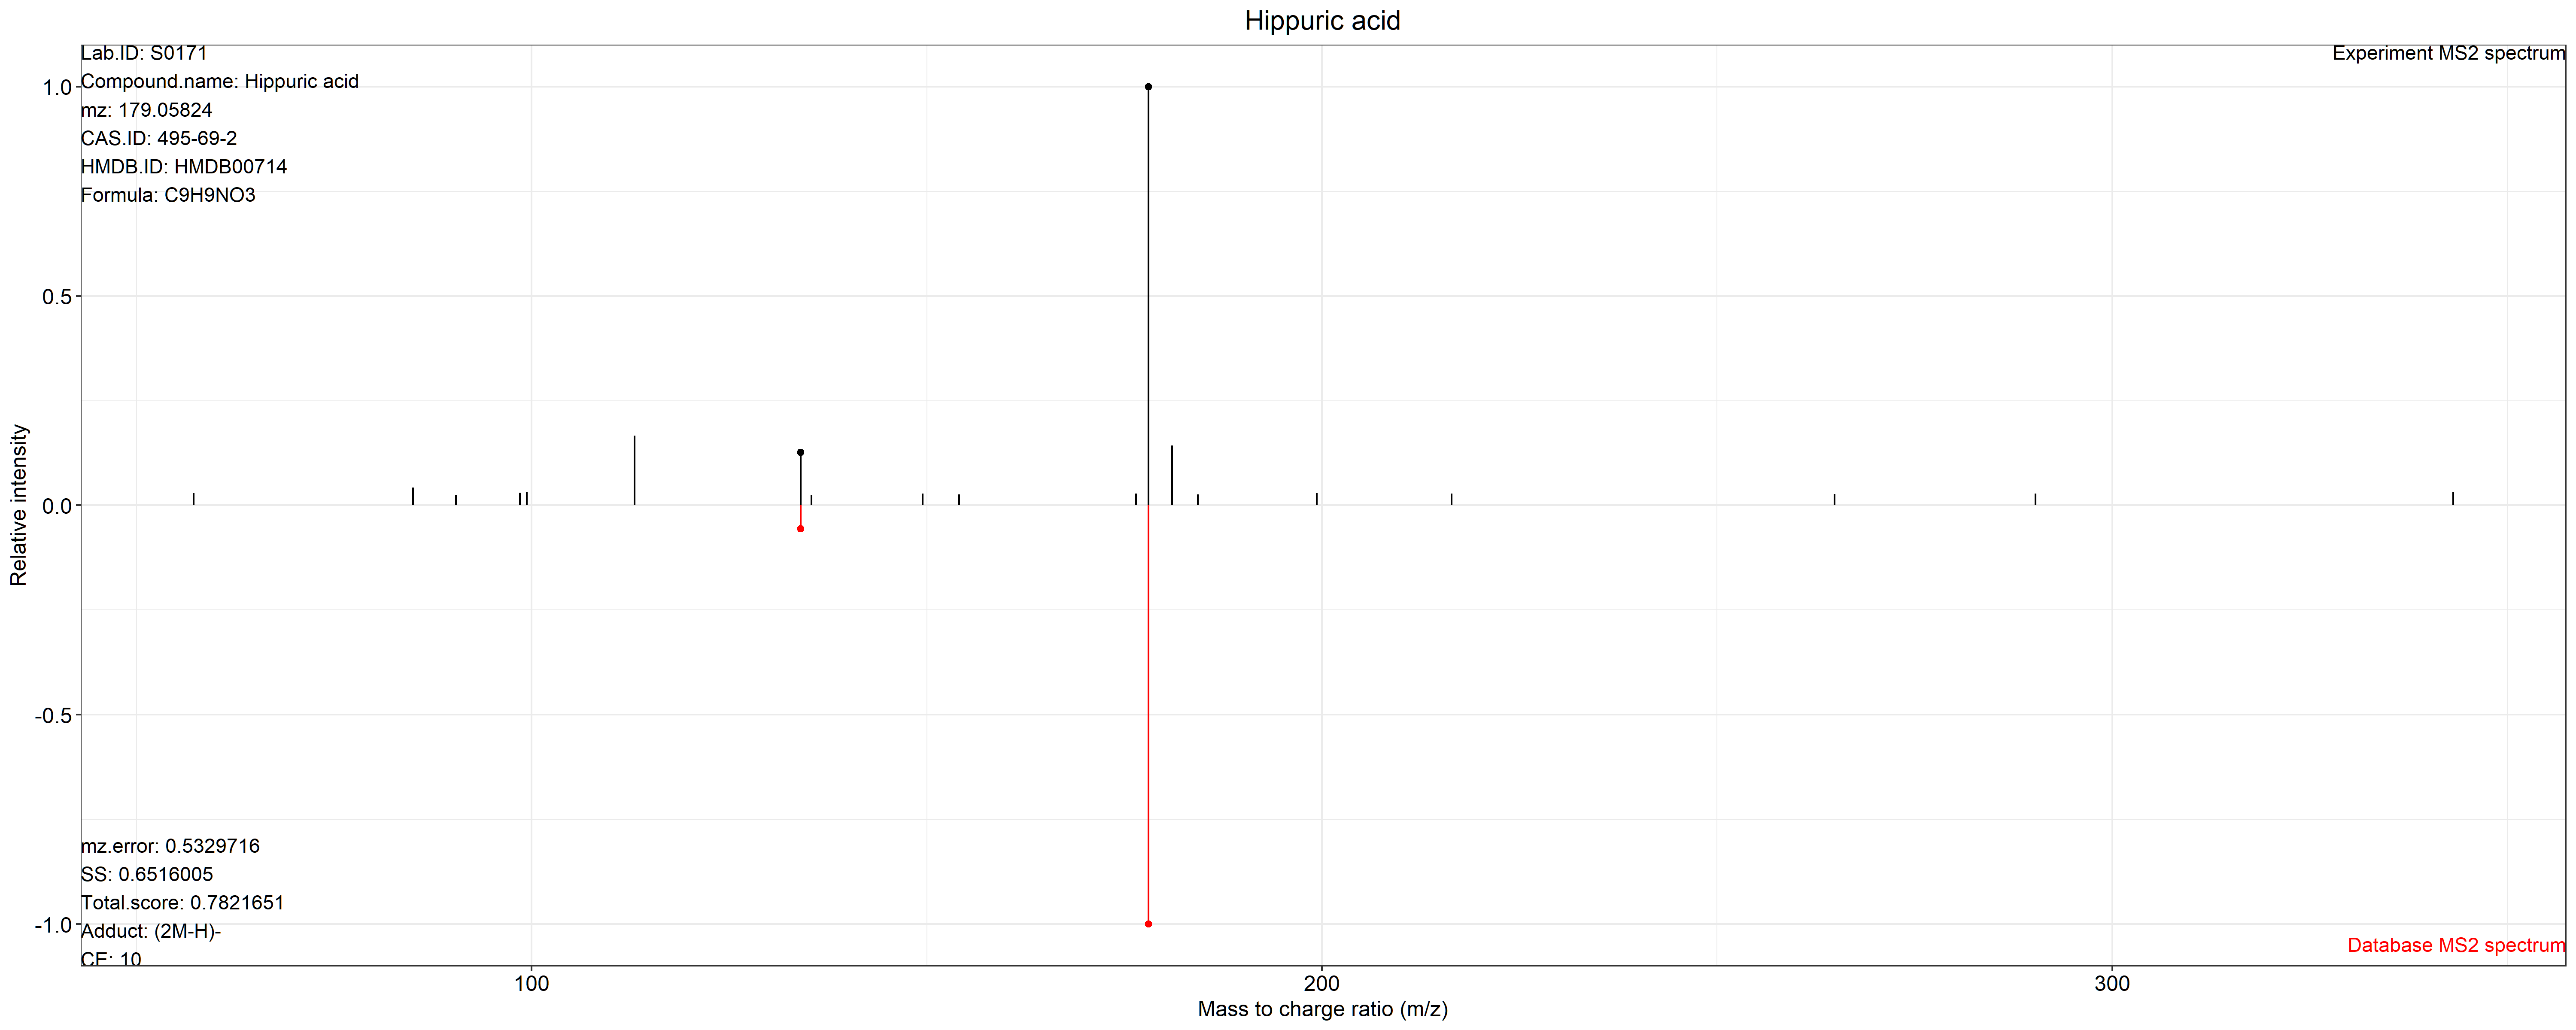 Hippuric acid
Lab.ID: S0171
Compound.name: Hippuric acid
mz: 179.05824
CAS.ID: 495-69-2
HMDB.ID: HMDB00714
Formula: C9H9NO3
Experiment MS2 spectrum
1.0
0.5
0.0
-0.5
-1.0
Relative intensity
mz.error: 0.5329716
SS: 0.6516005
Total.score: 0.7821651
Adduct: (2M-H)-
CE: 10
Database MS2 spectrum
100
200
300
Mass to charge ratio (m/z)